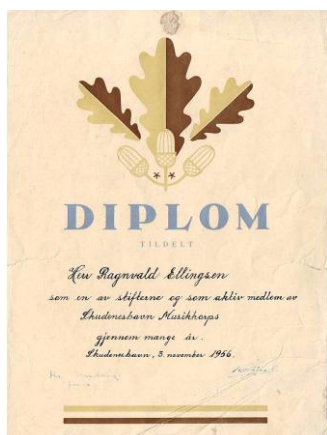 DIPLOM
TILDELT
Herr Ragnvald Ellingsen
som en av stifterne og som aktiv medlem av
Skudeneshavn Musikkorps
gjennem mange år.
Skudeneshavn, 3. november 1956.